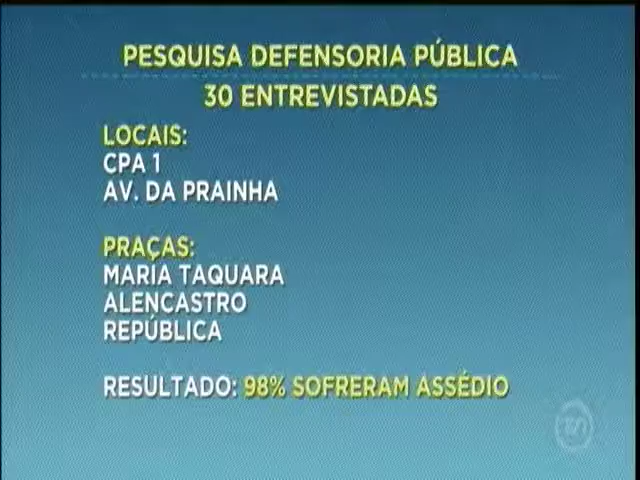 PESQUISA DEFENSORIA PÚBLICA
30 ENTREVISTADAS
LOCAIS:
CPA 1
AV. DA PRAINHA
PRAÇAS:
MARIA TAQUARA
ALENCASTRO
REPÚBLICA
RESULTADO: 98% SOFRERAM ASSÉDIO